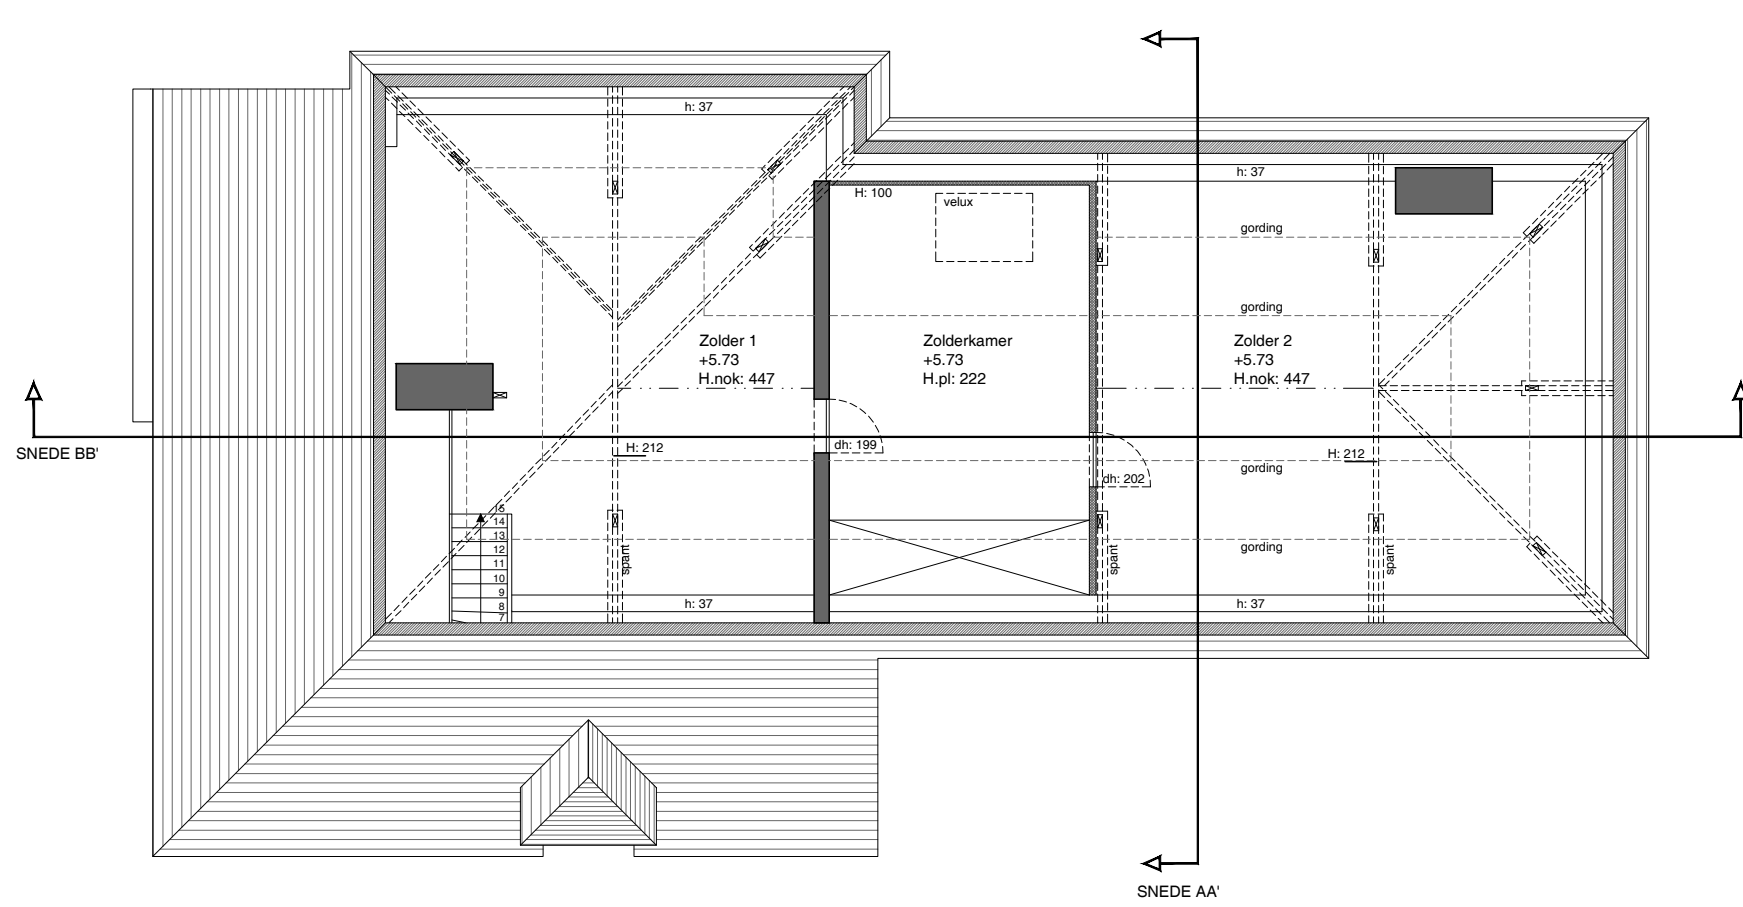 h: 37
h: 37
H: 100
velux
gording
gording
Zolder 1
+5.73
H.nok: 447
Zolderkamer
+5.73
H.pl: 222
Zolder 2
+5.73
H.nok: 447
SNEDE BB'
H: 212
dh: 199
H: 212
gording
dh: 202
15
14
13
12
11
10
9
8
7
spant
spant
gording
spant
h: 37
h: 37
SNEDE AA'